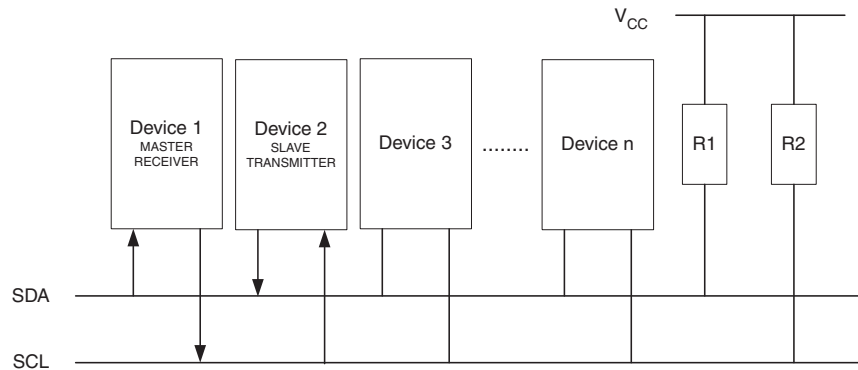 V_CC
Device 1
MASTER
RECEIVER
Device 2
SLAVE
TRANSMITTER
Device 3
........
Device n
R1
R2
SDA
SCL